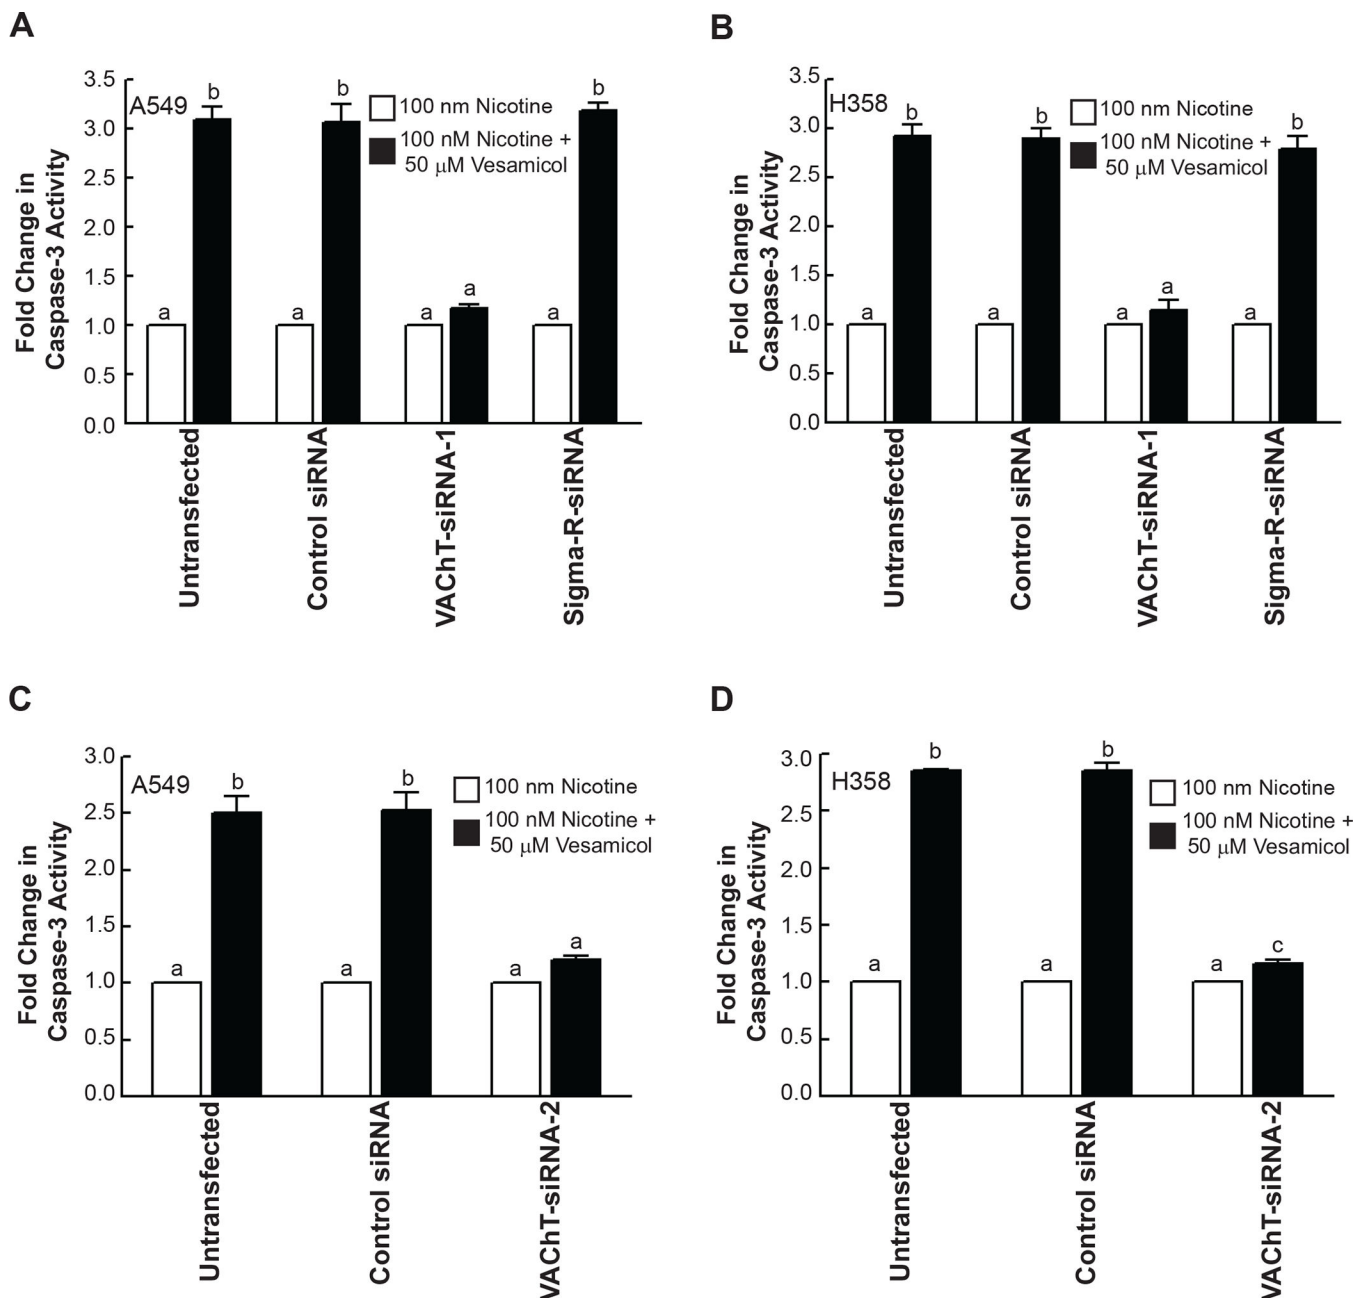 A
3.5
3.0
2.5
2.0
1.5
1.0
0.5
0.0
Fold Change in
Caspase-3 Activity
A549
100 nm Nicotine
100 nM Nicotine +
50 μM Vesamicol
a
b
a
b
a
a
a
b
Untransfected
Control siRNA
VAChT-siRNA-1
Sigma-R-siRNA
B
3.5
3.0
2.5
2.0
1.5
1.0
0.5
0.0
Fold Change in
Caspase-3 Activity
H358
100 nm Nicotine
100 nM Nicotine +
50 μM Vesamicol
a
b
a
b
a
a
a
b
Untransfected
Control siRNA
VAChT-siRNA-1
Sigma-R-siRNA
C
3.0
2.5
2.0
1.5
1.0
0.5
0.0
Fold Change in
Caspase-3 Activity
A549
100 nm Nicotine
100 nM Nicotine +
50 μM Vesamicol
a
b
a
b
a
a
Untransfected
Control siRNA
VAChT-siRNA-2
D
3.0
2.5
2.0
1.5
1.0
0.5
0.0
Fold Change in
Caspase-3 Activity
H358
100 nm Nicotine
100 nM Nicotine +
50 μM Vesamicol
a
b
a
b
a
c
Untransfected
Control siRNA
VAChT-siRNA-2